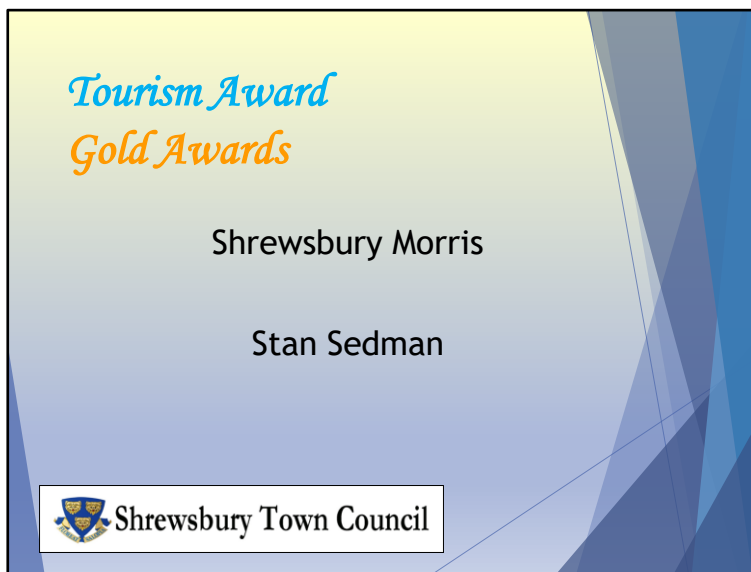 Tourism Award
Gold Awards
Shrewsbury Morris
Stan Sedman
Shrewsbury Town Council